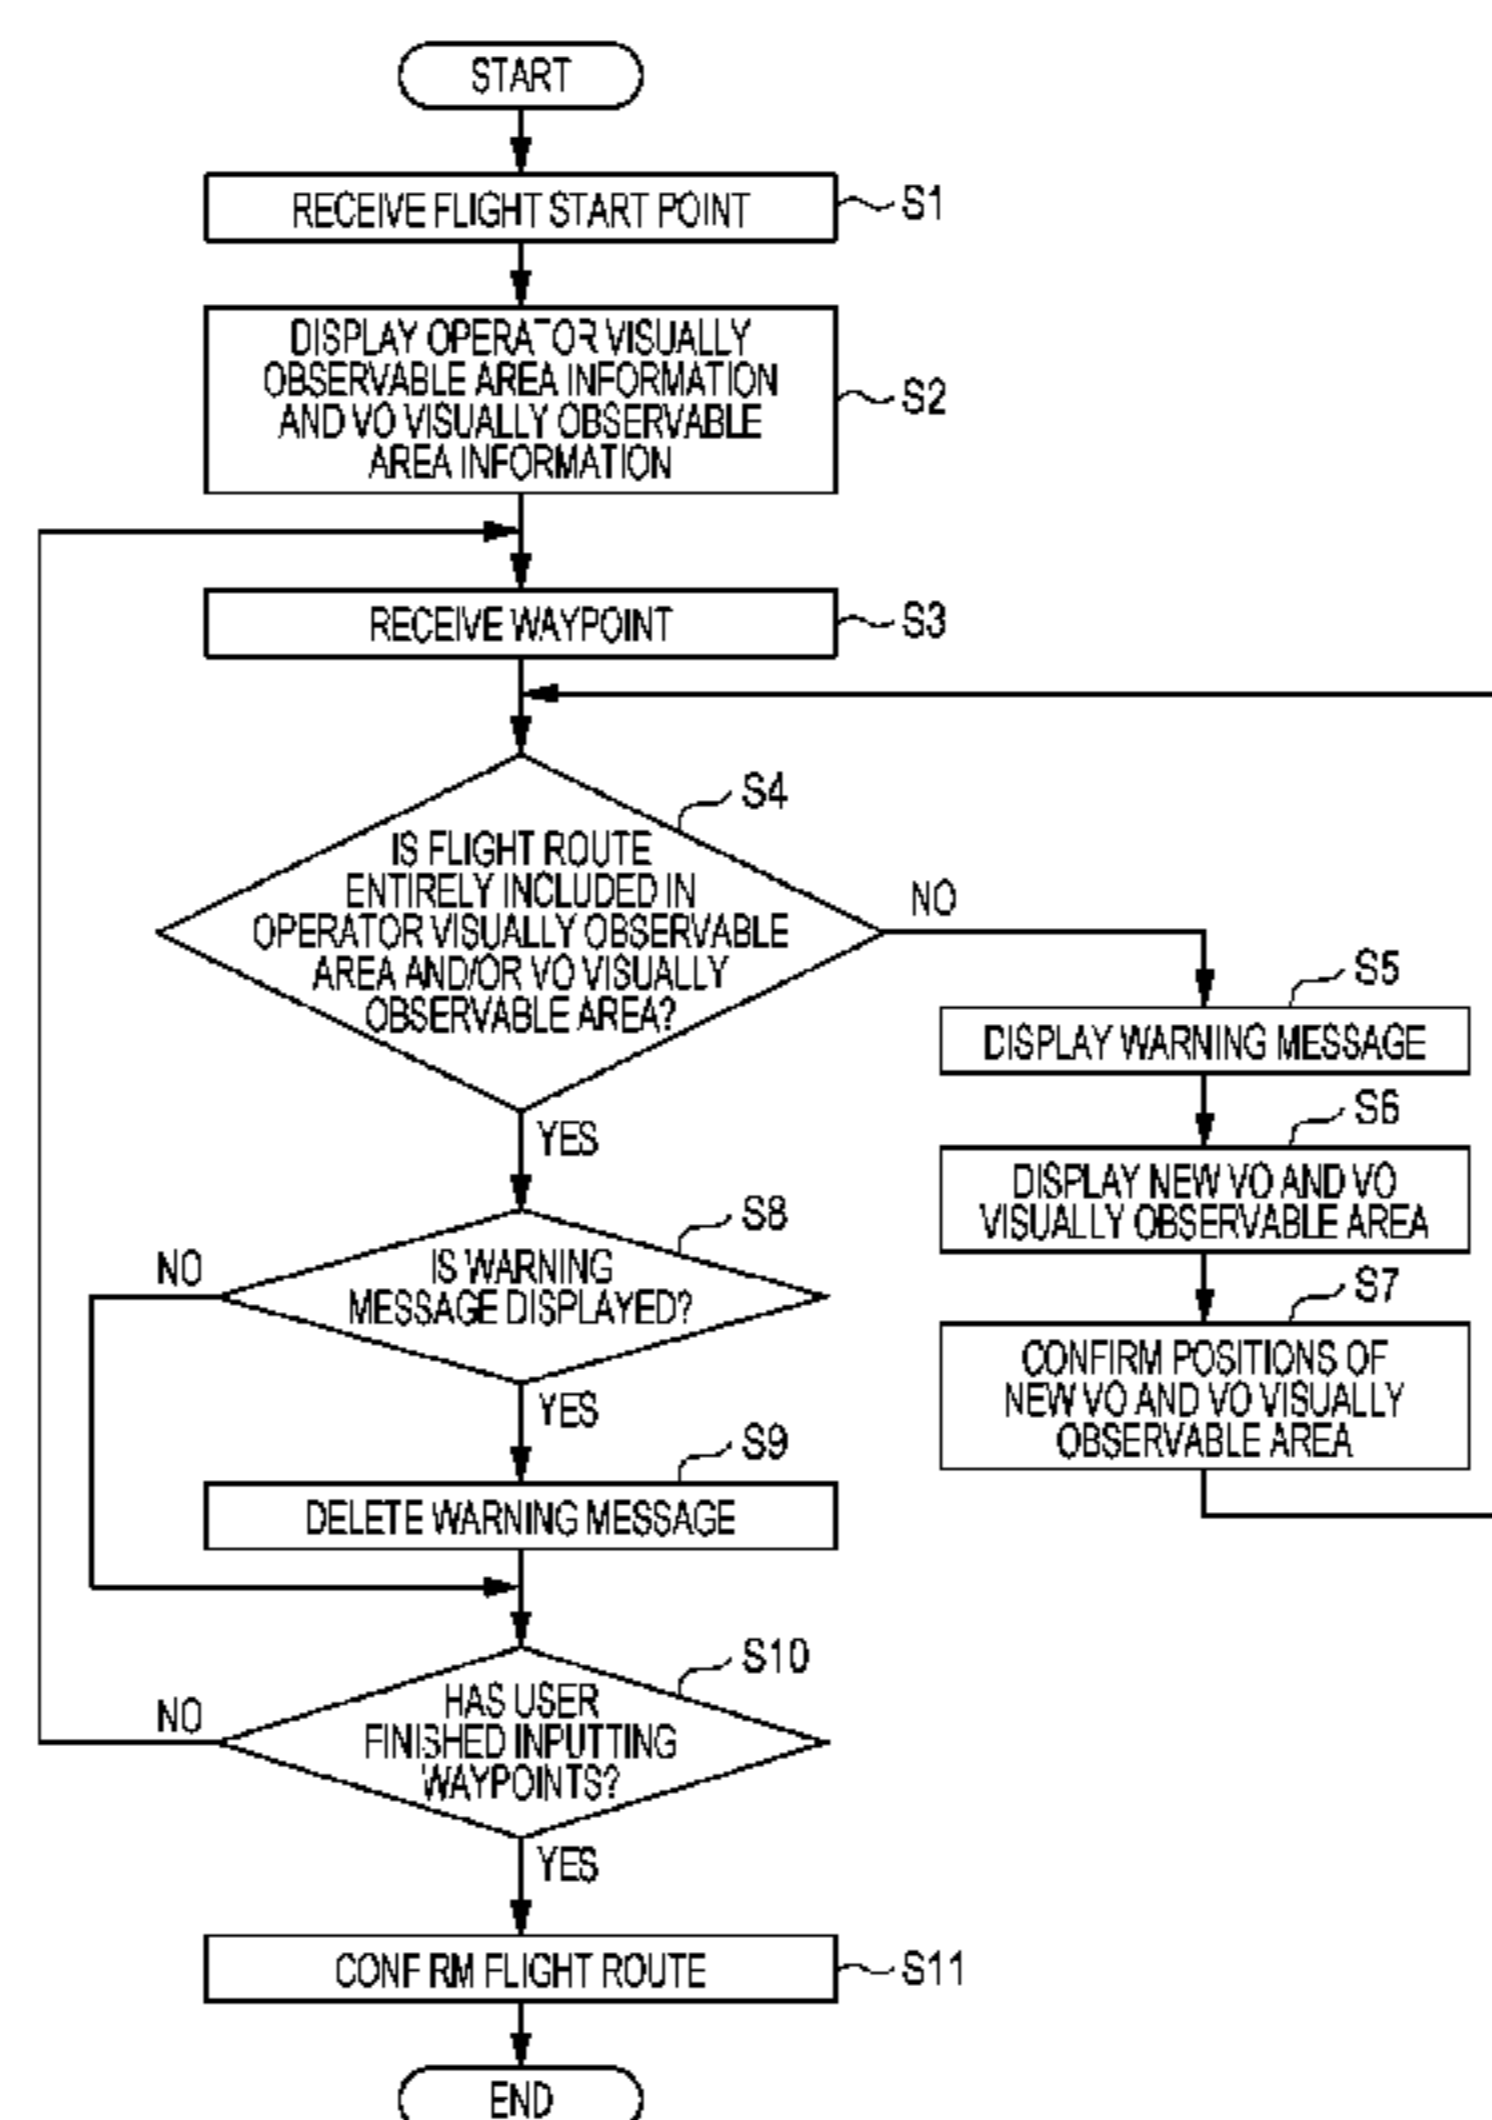 START
RECEIVE FLIGHT START POINT
S1
DISPLAY OPERATOR VISUALLY
OBSERVABLE AREA INFORMATION
AND VO VISUALLY OBSERVABLE
AREA INFORMATION
S2
RECEIVE WAYPOINT
S3
S4
IS FLIGHT ROUTE
ENTIRELY INCLUDED IN
OPERATOR VISUALLY OBSERVABLE
AREA AND/OR VO VISUALLY
OBSERVABLE AREA?
NO
YES
S5
DISPLAY WARNING MESSAGE
S6
DISPLAY NEW VO AND VO
VISUALLY OBSERVABLE AREA
S7
CONFIRM POSITIONS OF
NEW VO AND VO VISUALLY
OBSERVABLE AREA
S8
IS WARNING
MESSAGE DISPLAYED?
NO
YES
S9
DELETE WARNING MESSAGE
S10
HAS USER
FINISHED INPUTTING
WAYPOINTS?
NO
YES
CONFIRM FLIGHT ROUTE
S11
END